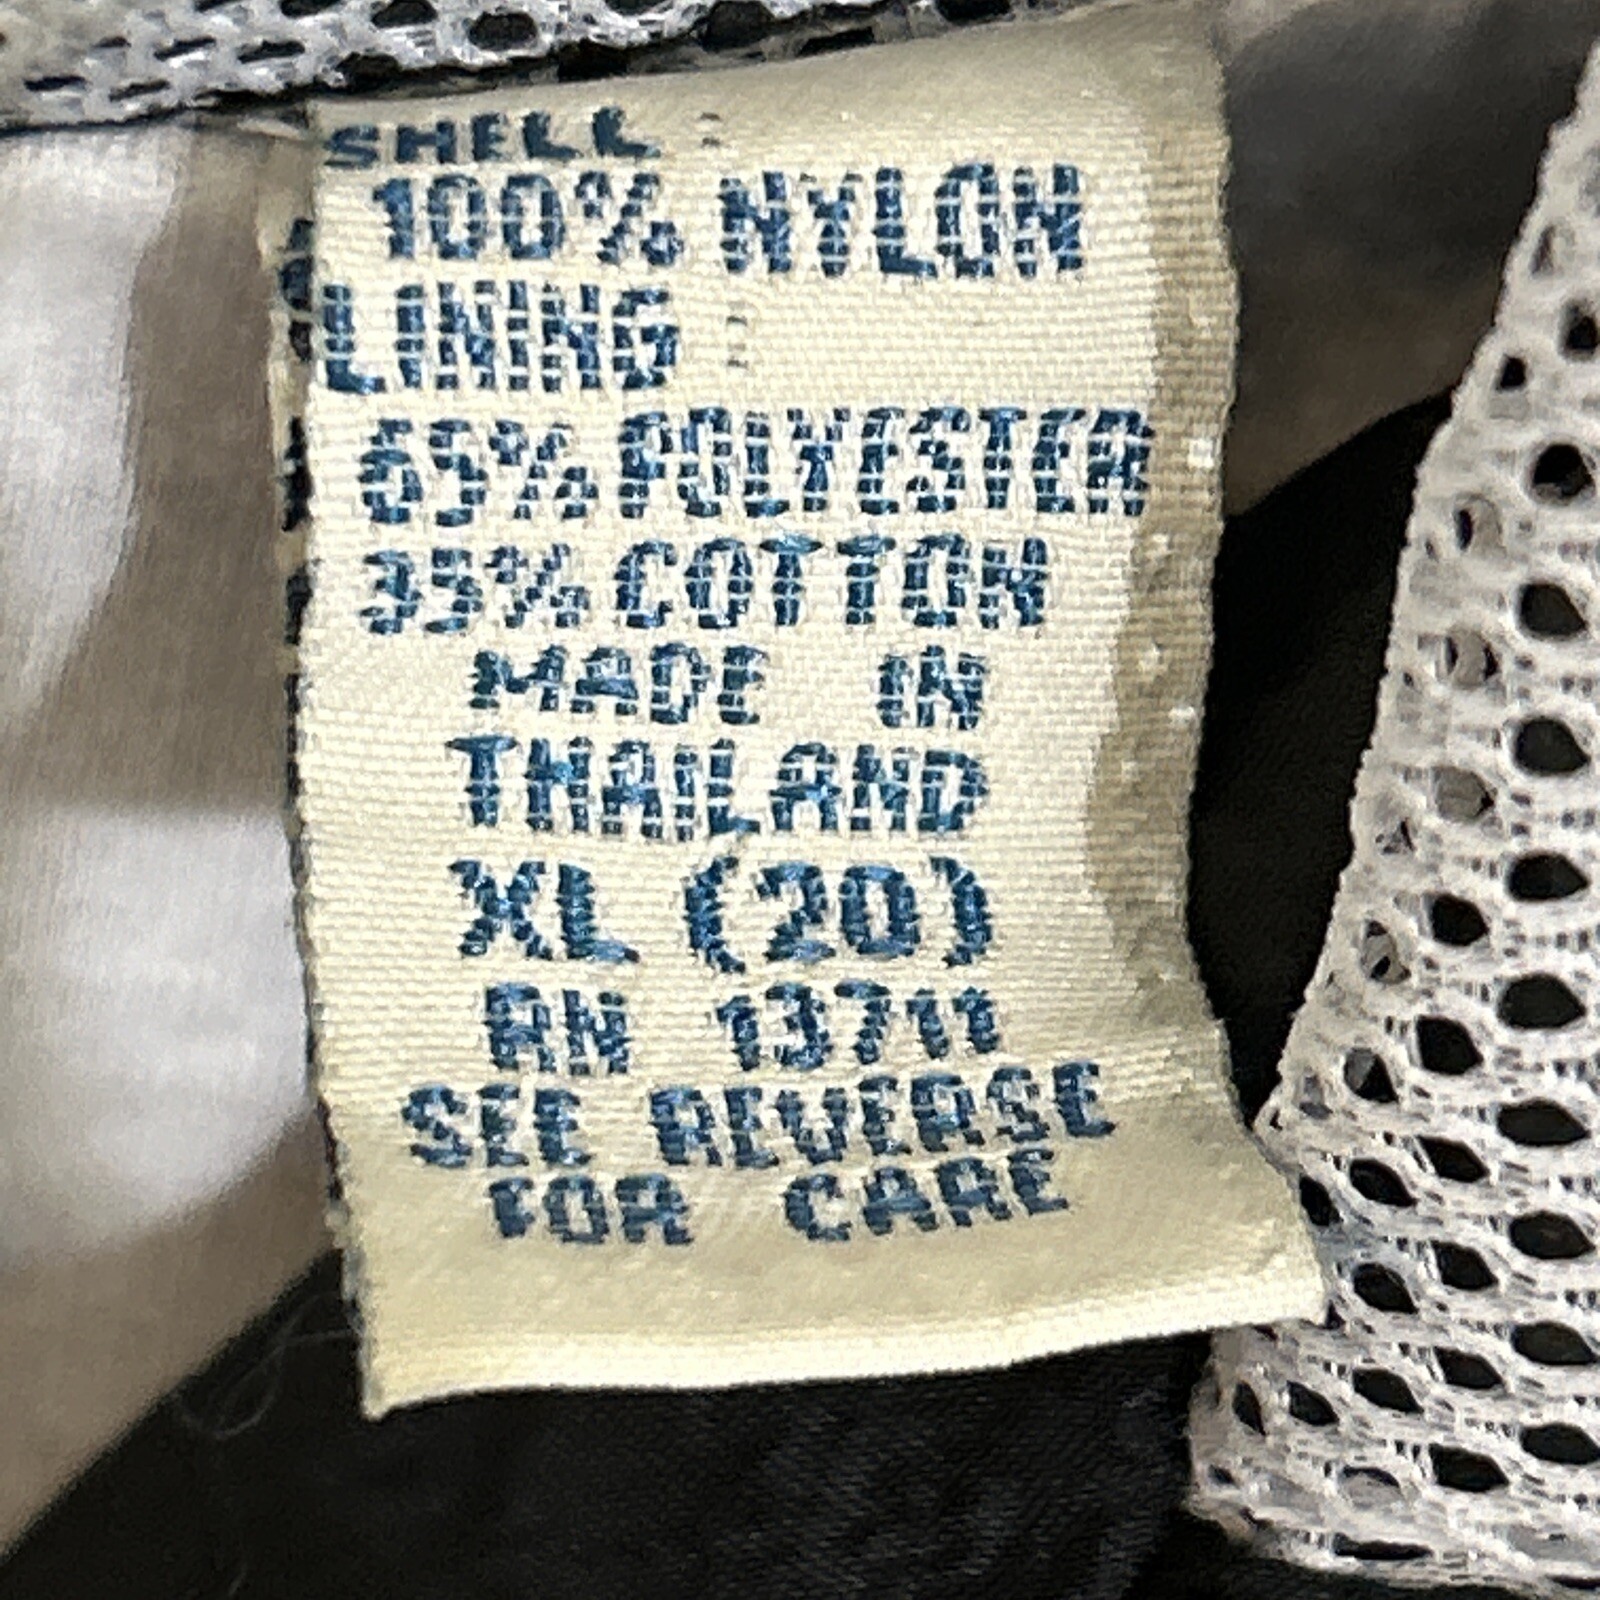 SHELL :
100% NYLON
LINING :
65% POLYESTER
35% COTTON
MADE IN
THAILAND
XL (20)
RN 13711
SEE REVERSE
FOR CARE